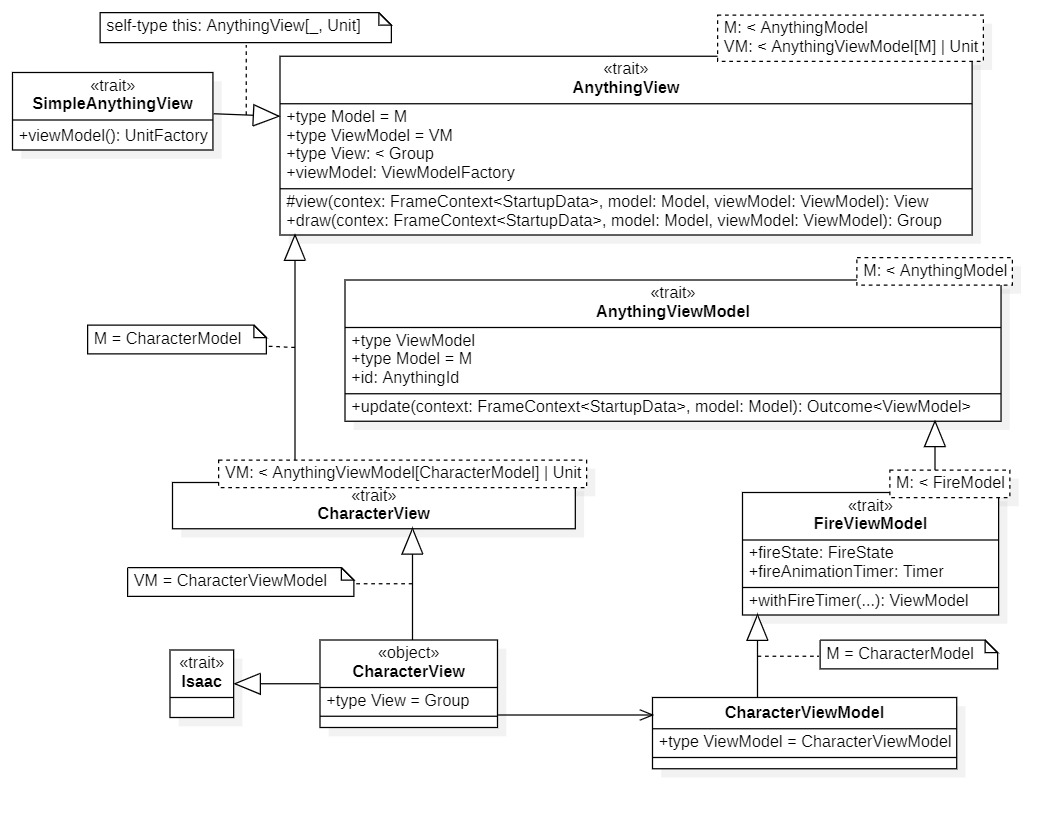 self-type this: AnythingView[_, Unit]
M: < AnythingModel
VM: < AnythingViewModel[M] | Unit
«trait»
SimpleAnythingView
+viewModel(): UnitFactory
«trait»
AnythingView
+type Model = M
+type ViewModel = VM
+type View: < Group
+viewModel: ViewModelFactory
#view(contex: FrameContext<StartupData>, model: Model, viewModel: ViewModel): View
+draw(contex: FrameContext<StartupData>, model: Model, viewModel: ViewModel): Group
M: < AnythingModel
«trait»
AnythingViewModel
+type ViewModel
+type Model = M
+id: AnythingId
+update(context: FrameContext<StartupData>, model: Model): Outcome<ViewModel>
M = CharacterModel
VM: < AnythingViewModel[CharacterModel] | Unit
«trait»
CharacterView
M: < FireModel
«trait»
FireViewModel
+fireState: FireState
+fireAnimationTimer: Timer
+withFireTimer(...): ViewModel
VM = CharacterViewModel
«trait»
Isaac
«object»
CharacterView
+type View = Group
M = CharacterModel
CharacterViewModel
+type ViewModel = CharacterViewModel